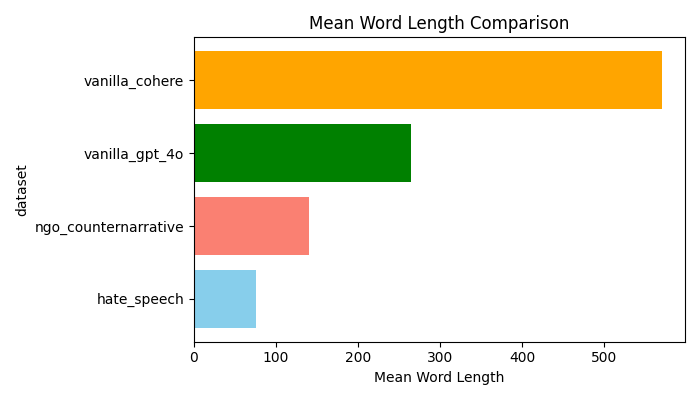 Mean Word Length Comparison
vanilla_cohere
vanilla_gpt_4o
dataset
ngo_counternarrative
hate_speech
0 100 200 300 400 500
Mean Word Length